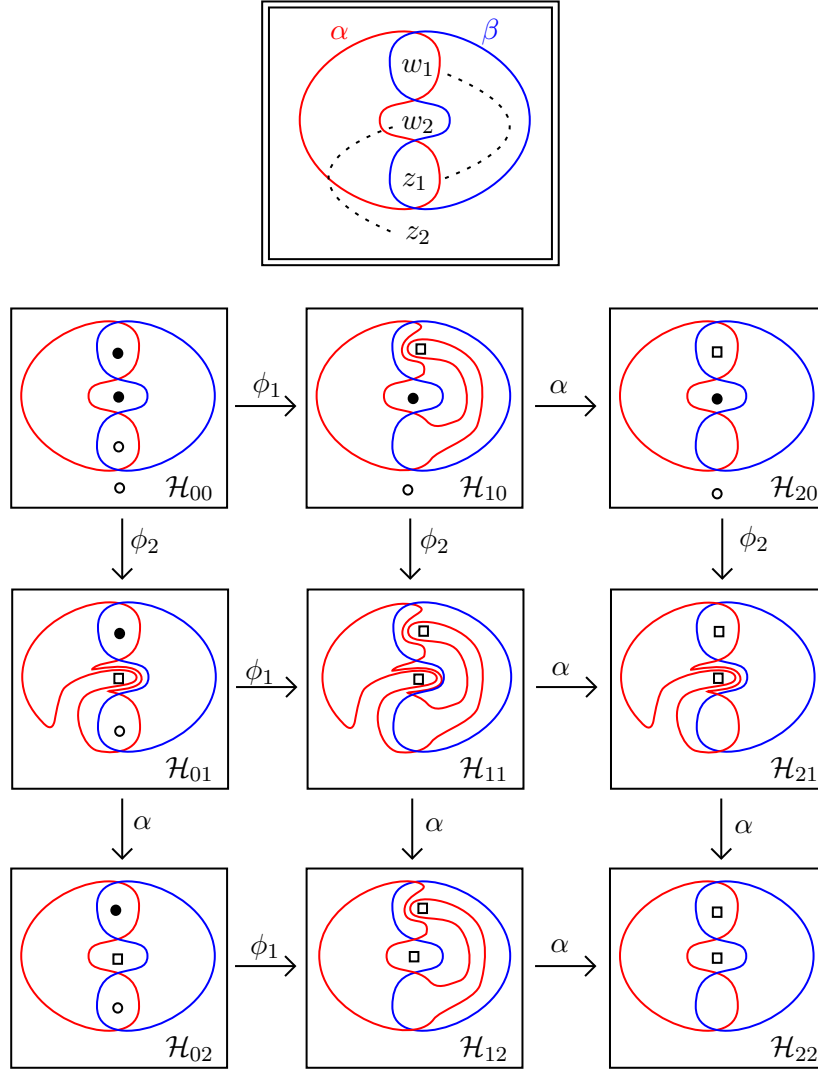 α β
w₁
w₂
z₁
z₂
ϕ₁ α
ℋ₀₀ ℋ₁₀ ℋ₂₀
ϕ₂ ϕ₂ ϕ₂
ϕ₁ α
ℋ₀₁ ℋ₁₁ ℋ₂₁
α α α
ϕ₁ α
ℋ₀₂ ℋ₁₂ ℋ₂₂